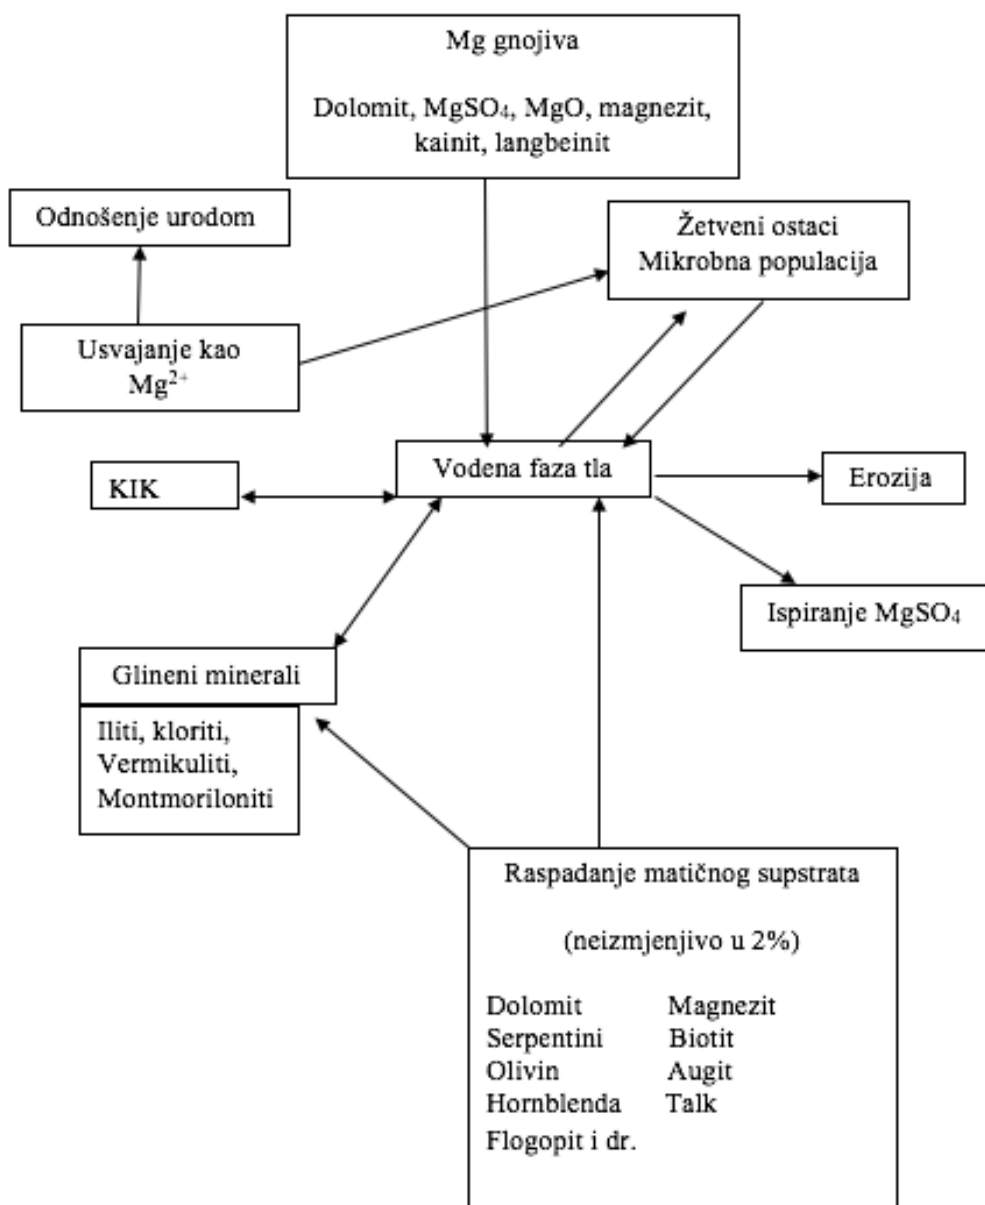 Mg gnojiva
Dolomit, MgSO₄, MgO, magnezit,
kainit, langbeinit
Odnošenje urodom
Žetveni ostaci
Mikrobna populacija
Usvajanje kao
Mg²⁺
Vodena faza tla
KIK
Erozija
Ispiranje MgSO₄
Glineni minerali
Iliti, kloriti,
Vermikuliti,
Montmoriloniti
Raspadanje matičnog supstrata
(neizmjenjivo u 2%)
Dolomit Magnezit
Serpentini Biotit
Olivin Augit
Hornblenda Talk
Flogopit i dr.